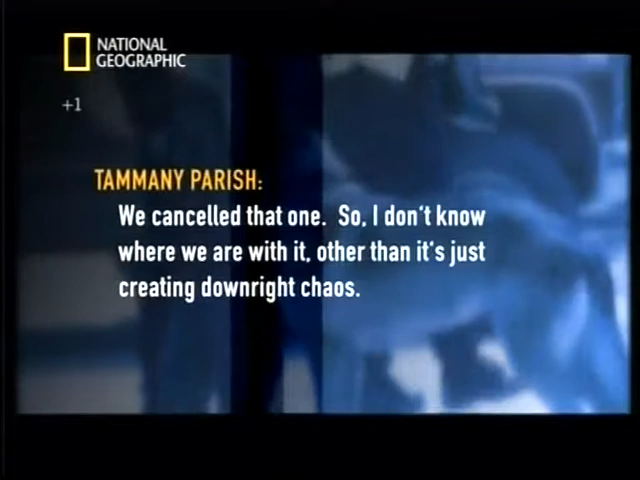 NATIONAL
GEOGRAPHIC
+1
TAMMANY PARISH:
We cancelled that one. So, I don't know
where we are with it, other than it's just
creating downright chaos.